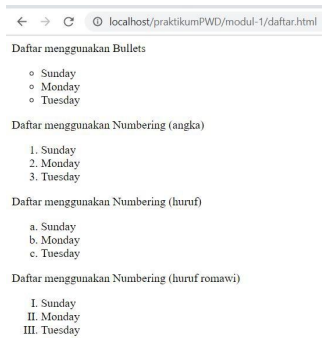 localhost/praktikumPWD/modul-1/daftar.html
Daftar menggunakan Bullets
Sunday
Monday
Tuesday
Daftar menggunakan Numbering (angka)
1. Sunday
2. Monday
3. Tuesday
Daftar menggunakan Numbering (huruf)
a. Sunday
b. Monday
c. Tuesday
Daftar menggunakan Numbering (huruf romawi)
I. Sunday
II. Monday
III. Tuesday